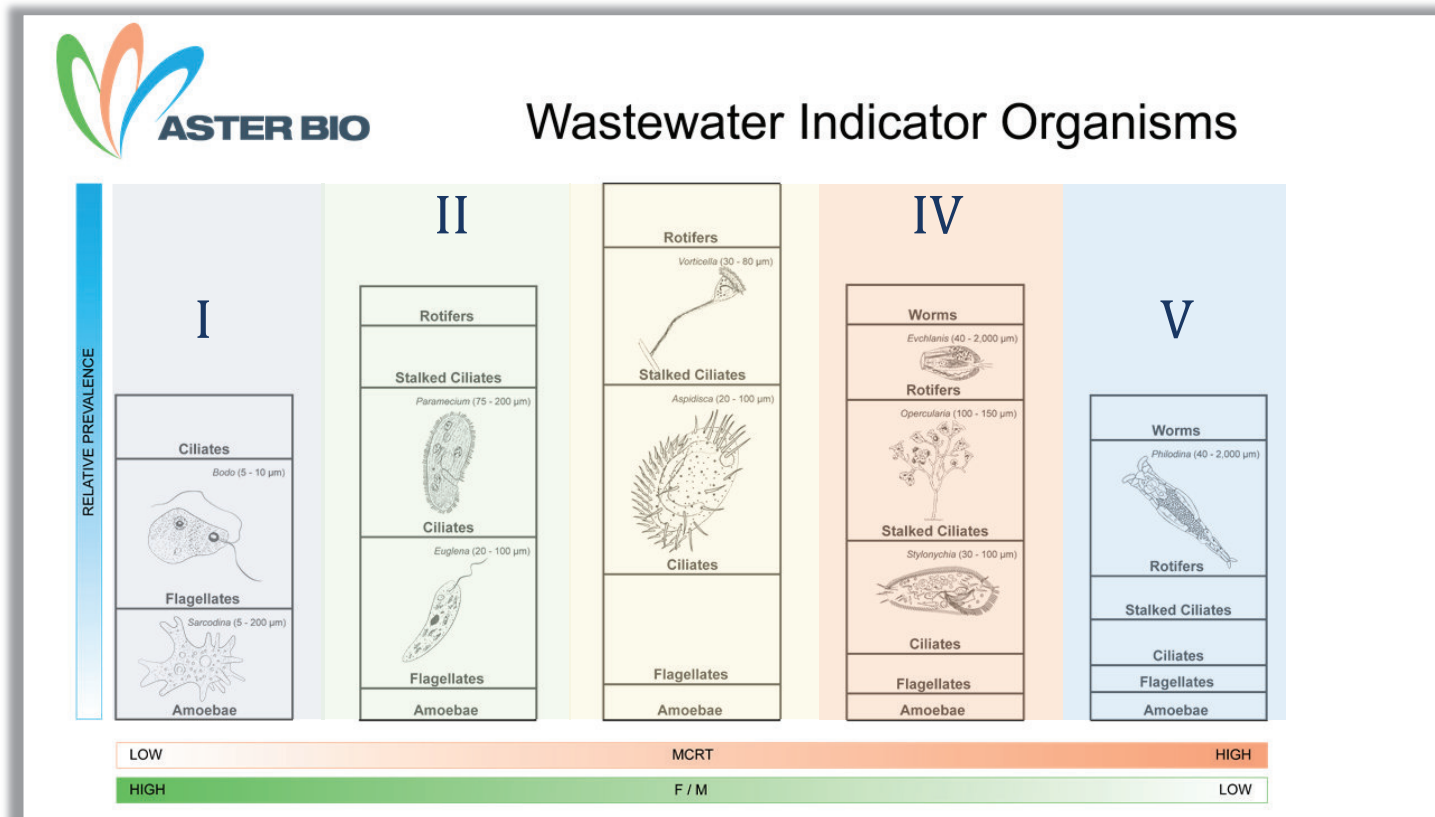 ASTER BIO
Wastewater Indicator Organisms
RELATIVE PREVALENCE
I
Ciliates
Bodo (5 - 10 µm)
Flagellates
Sarcodina (5 - 200 µm)
Amoebae
II
Rotifers
Stalked Ciliates
Paramecium (75 - 200 µm)
Ciliates
Euglena (20 - 100 µm)
Flagellates
Amoebae
Rotifers
Vorticella (30 - 80 µm)
Stalked Ciliates
Aspidisca (20 - 100 µm)
Ciliates
Flagellates
Amoebae
IV
Worms
Evchlanis (40 - 2,000 µm)
Rotifers
Opercularia (100 - 150 µm)
Stalked Ciliates
Stylonychia (30 - 100 µm)
Ciliates
Flagellates
Amoebae
V
Worms
Philodina (40 - 2,000 µm)
Rotifers
Stalked Ciliates
Ciliates
Flagellates
Amoebae
LOW MCRT HIGH
HIGH F / M LOW